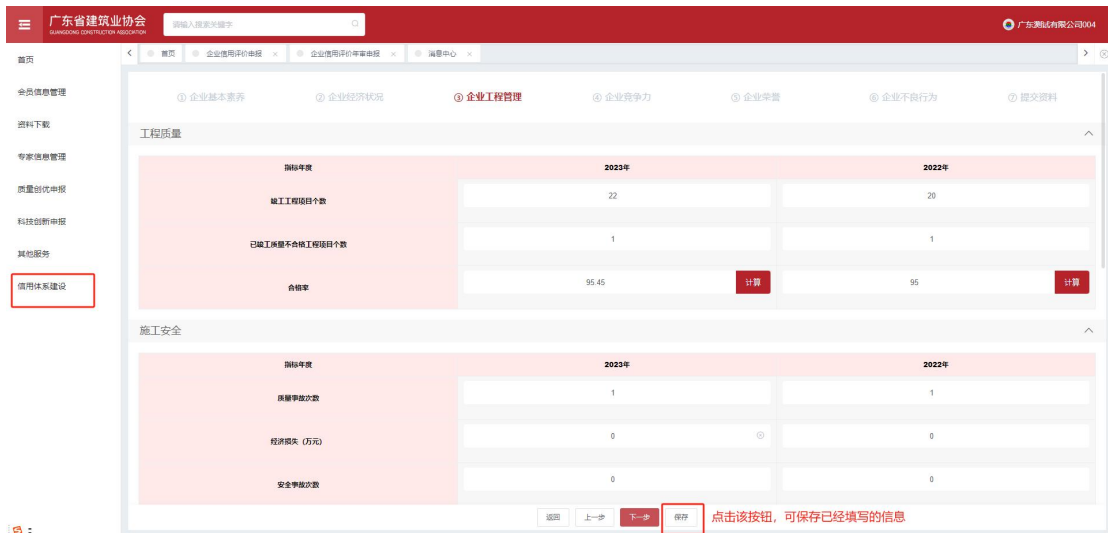 广东省建筑业协会
GUANGDONG CONSTRUCTION ASSOCIATION
请输入搜索关键字
广东测试有限公司004
首页
会员信息管理
资料下载
专家信息管理
质量创优申报
科技创新申报
其他服务
信用体系建设
首页 企业信用评价申报 × 企业信用评价年审申报 × 消息中心 ×
① 企业基本素养 ② 企业经济状况 ③ 企业工程管理 ④ 企业竞争力 ⑤ 企业荣誉 ⑥ 企业不良行为 ⑦ 提交资料
工程质量
指标年度 2023年 2022年
竣工工程项目个数 22 20
已竣工质量不合格工程项目个数 1 1
合格率 95.45 计算 95 计算
施工安全
指标年度 2023年 2022年
质量事故次数 1 1
经济损失（万元） 0 0
安全事故次数 0 0
返回 上一步 下一步 保存 点击该按钮，可保存已经填写的信息